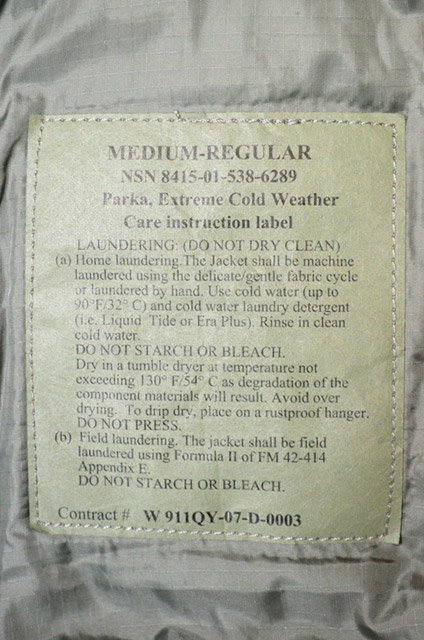 MEDIUM-REGULAR
NSN 8415-01-538-6289
Parka, Extreme Cold Weather
Care instruction label
LAUNDERING: (DO NOT DRY CLEAN)
(a) Home laundering.The Jacket shall be machine
laundered using the delicate/gentle fabric cycle
or laundered by hand. Use cold water (up to
90°F/32° C) and cold water laundry detergent
(i.e. Liquid Tide or Era Plus). Rinse in clean
cold water.
DO NOT STARCH OR BLEACH.
Dry in a tumble dryer at temperature not
exceeding 130° F/54° C as degradation of the
component materials will result. Avoid over
drying. To drip dry, place on a rustproof hanger.
DO NOT PRESS.
(b) Field laundering. The jacket shall be field
laundered using Formula II of FM 42-414
Appendix E.
DO NOT STARCH OR BLEACH.
Contract # W 911QY-07-D-0003